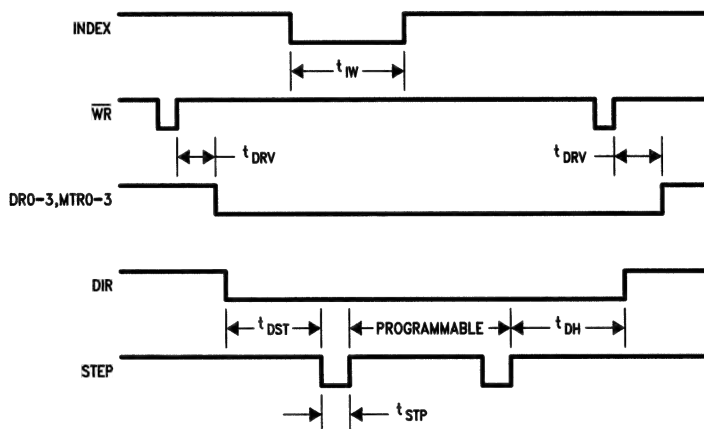 INDEX
t IW
WR
t DRV
t DRV
DR0-3,MTR0-3
DIR
t DST
PROGRAMMABLE
t DH
STEP
t STP